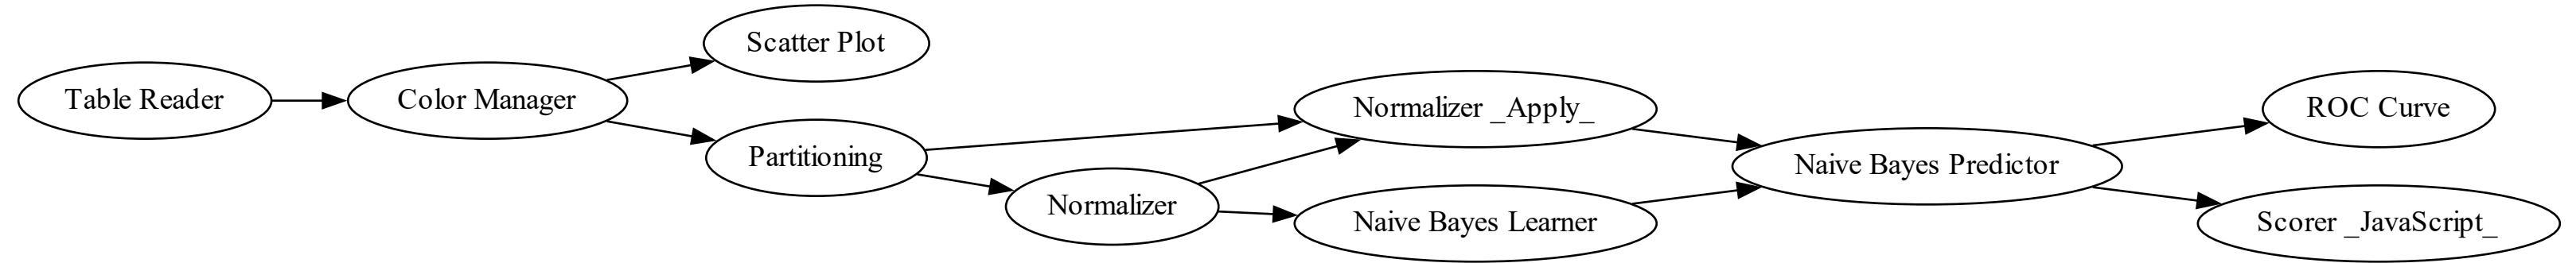 Table Reader
Color Manager
Scatter Plot
Partitioning
Normalizer
Normalizer _Apply_
Naive Bayes Learner
Naive Bayes Predictor
ROC Curve
Scorer _JavaScript_